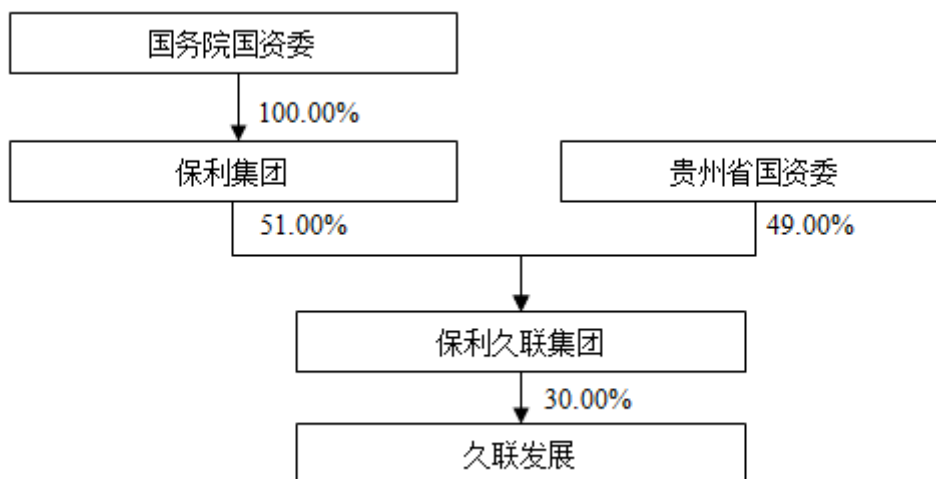 国务院国资委
100.00%
保利集团
贵州省国资委
51.00%
49.00%
保利久联集团
30.00%
久联发展